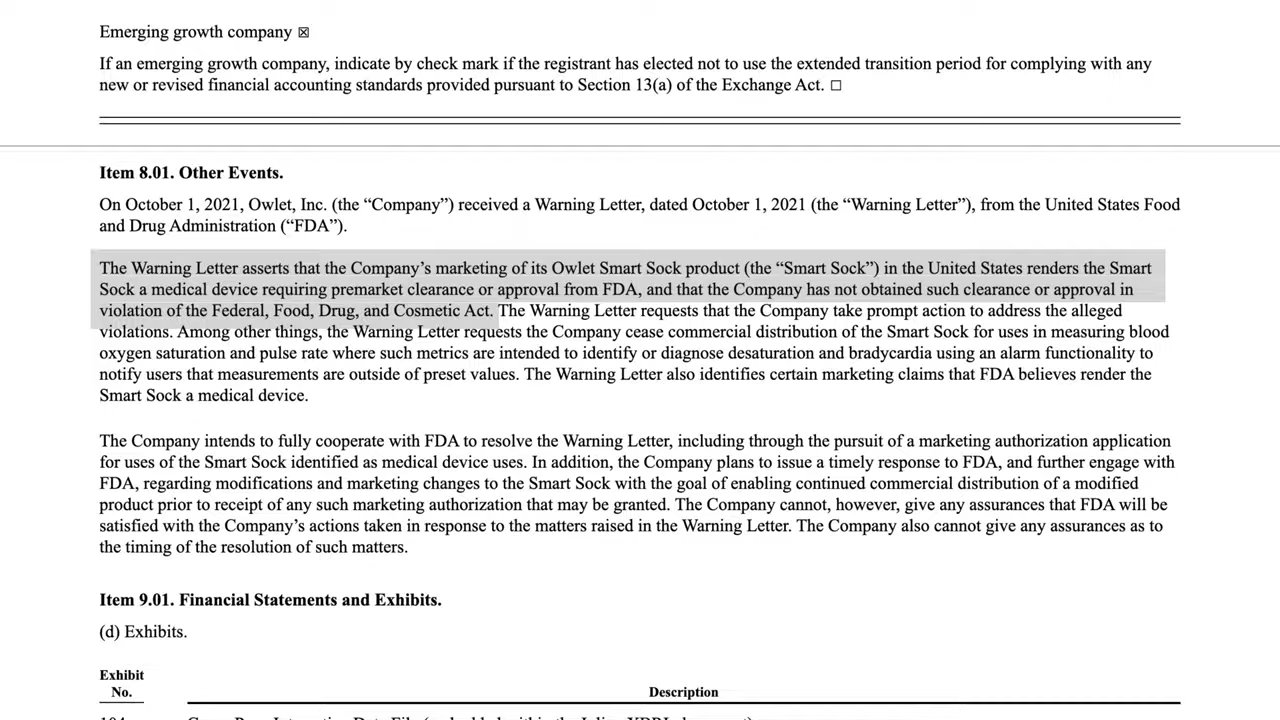 Emerging growth company ☒
If an emerging growth company, indicate by check mark if the registrant has elected not to use the extended transition period for complying with any
new or revised financial accounting standards provided pursuant to Section 13(a) of the Exchange Act. ☐
Item 8.01. Other Events.
On October 1, 2021, Owlet, Inc. (the “Company”) received a Warning Letter, dated October 1, 2021 (the “Warning Letter”), from the United States Food
and Drug Administration (“FDA”).
The Warning Letter asserts that the Company’s marketing of its Owlet Smart Sock product (the “Smart Sock”) in the United States renders the Smart
Sock a medical device requiring premarket clearance or approval from FDA, and that the Company has not obtained such clearance or approval in
violation of the Federal, Food, Drug, and Cosmetic Act. The Warning Letter requests that the Company take prompt action to address the alleged
violations. Among other things, the Warning Letter requests the Company cease commercial distribution of the Smart Sock for uses in measuring blood
oxygen saturation and pulse rate where such metrics are intended to identify or diagnose desaturation and bradycardia using an alarm functionality to
notify users that measurements are outside of preset values. The Warning Letter also identifies certain marketing claims that FDA believes render the
Smart Sock a medical device.
The Company intends to fully cooperate with FDA to resolve the Warning Letter, including through the pursuit of a marketing authorization application
for uses of the Smart Sock identified as medical device uses. In addition, the Company plans to issue a timely response to FDA, and further engage with
FDA, regarding modifications and marketing changes to the Smart Sock with the goal of enabling continued commercial distribution of a modified
product prior to receipt of any such marketing authorization that may be granted. The Company cannot, however, give any assurances that FDA will be
satisfied with the Company’s actions taken in response to the matters raised in the Warning Letter. The Company also cannot give any assurances as to
the timing of the resolution of such matters.
Item 9.01. Financial Statements and Exhibits.
(d) Exhibits.
Exhibit
No.
Description